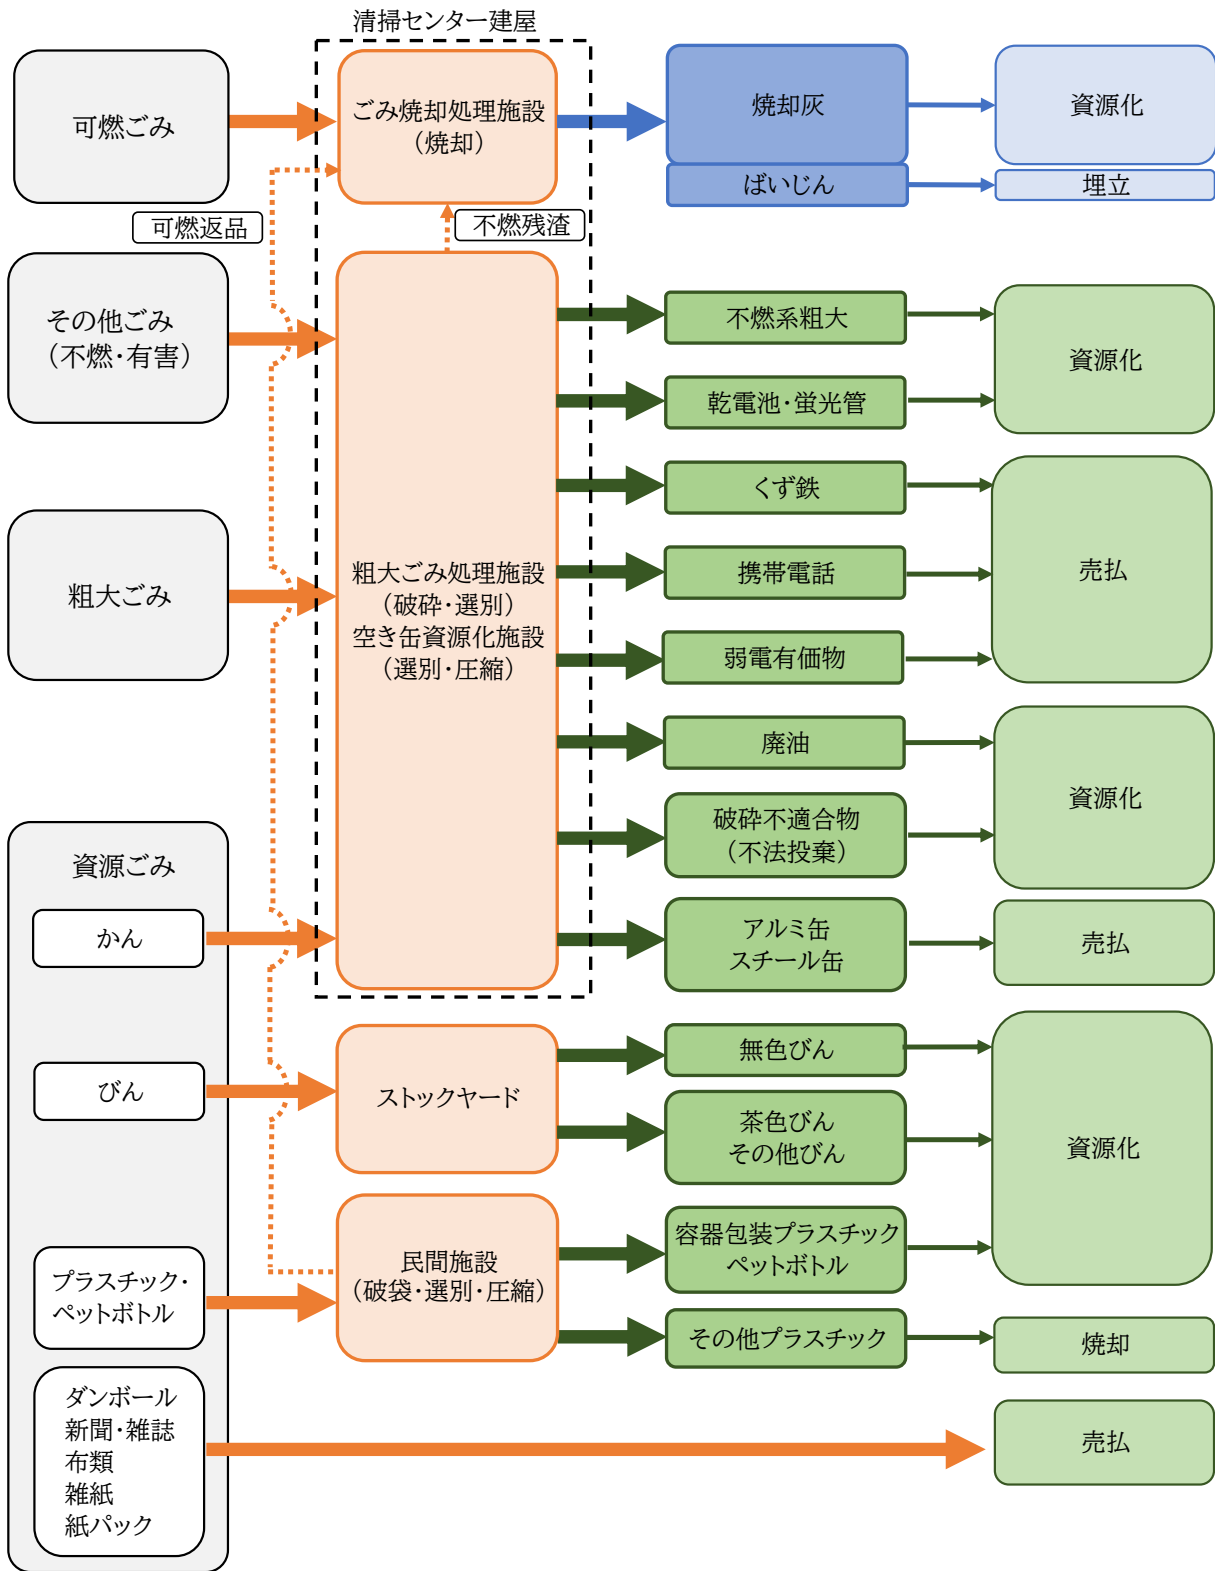 清掃センター建屋
可燃ごみ
ごみ焼却処理施設
（焼却）
焼却灰
資源化
ばいじん
埋立
可燃返品
不燃残渣
その他ごみ
（不燃・有害）
不燃系粗大
資源化
乾電池・蛍光管
くず鉄
粗大ごみ
粗大ごみ処理施設
（破砕・選別）
空き缶資源化施設
（選別・圧縮）
携帯電話
売払
弱電有価物
廃油
資源化
破砕不適合物
（不法投棄）
資源ごみ
かん
アルミ缶
スチール缶
売払
びん
ストックヤード
無色びん
茶色びん
その他びん
資源化
プラスチック・
ペットボトル
民間施設
（破袋・選別・圧縮）
容器包装プラスチック
ペットボトル
その他プラスチック
焼却
ダンボール
新聞・雑誌
布類
雑紙
紙パック
売払